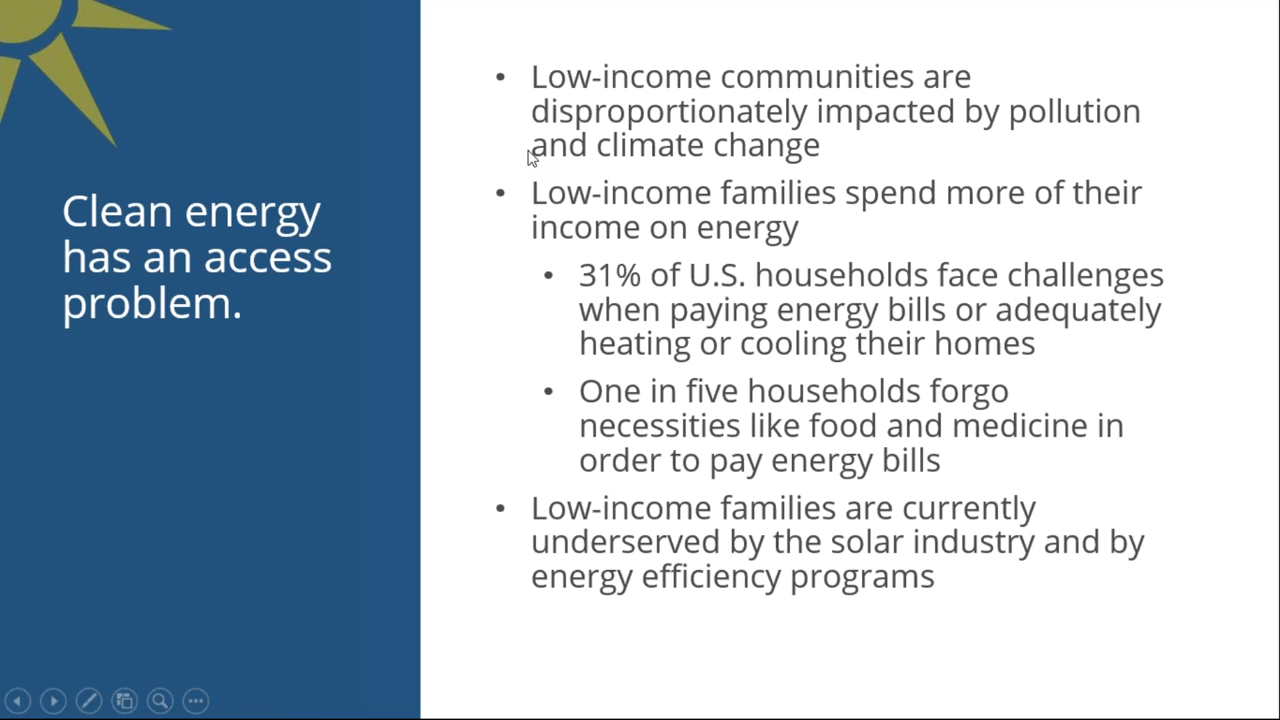 Clean energy
has an access
problem.
• Low-income communities are
disproportionately impacted by pollution
and climate change
• Low-income families spend more of their
income on energy
• 31% of U.S. households face challenges
when paying energy bills or adequately
heating or cooling their homes
• One in five households forgo
necessities like food and medicine in
order to pay energy bills
• Low-income families are currently
underserved by the solar industry and by
energy efficiency programs